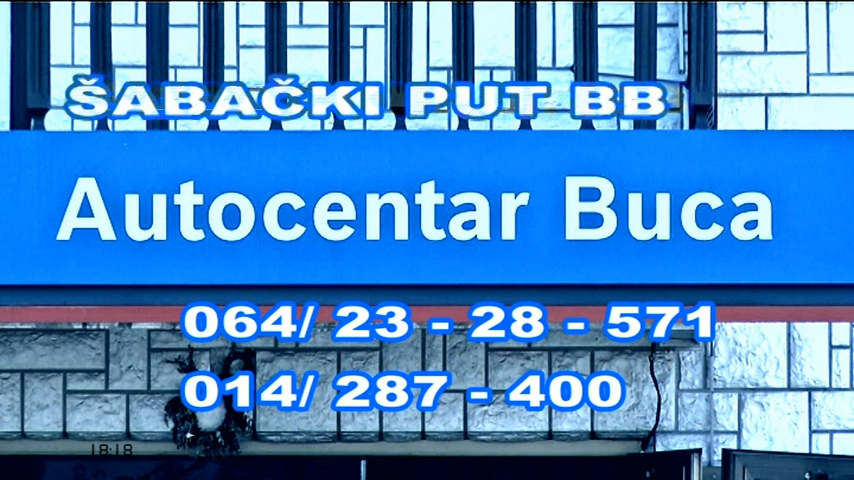 ŠABAČKI PUT BB
Autocentar Buca
064/ 23 - 28 - 571
014/ 287 - 400
18:18